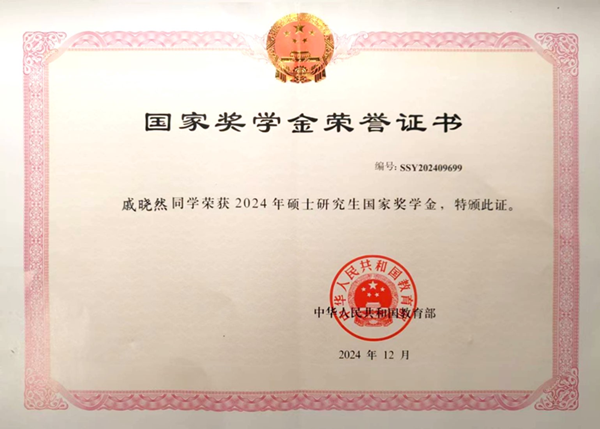 国家奖学金荣誉证书
编号: SSY202409699
戚晓然同学荣获 2024 年硕士研究生国家奖学金，特颁此证。
中华人民共和国教育部
中华人民共和国教育部
2024 年 12 月